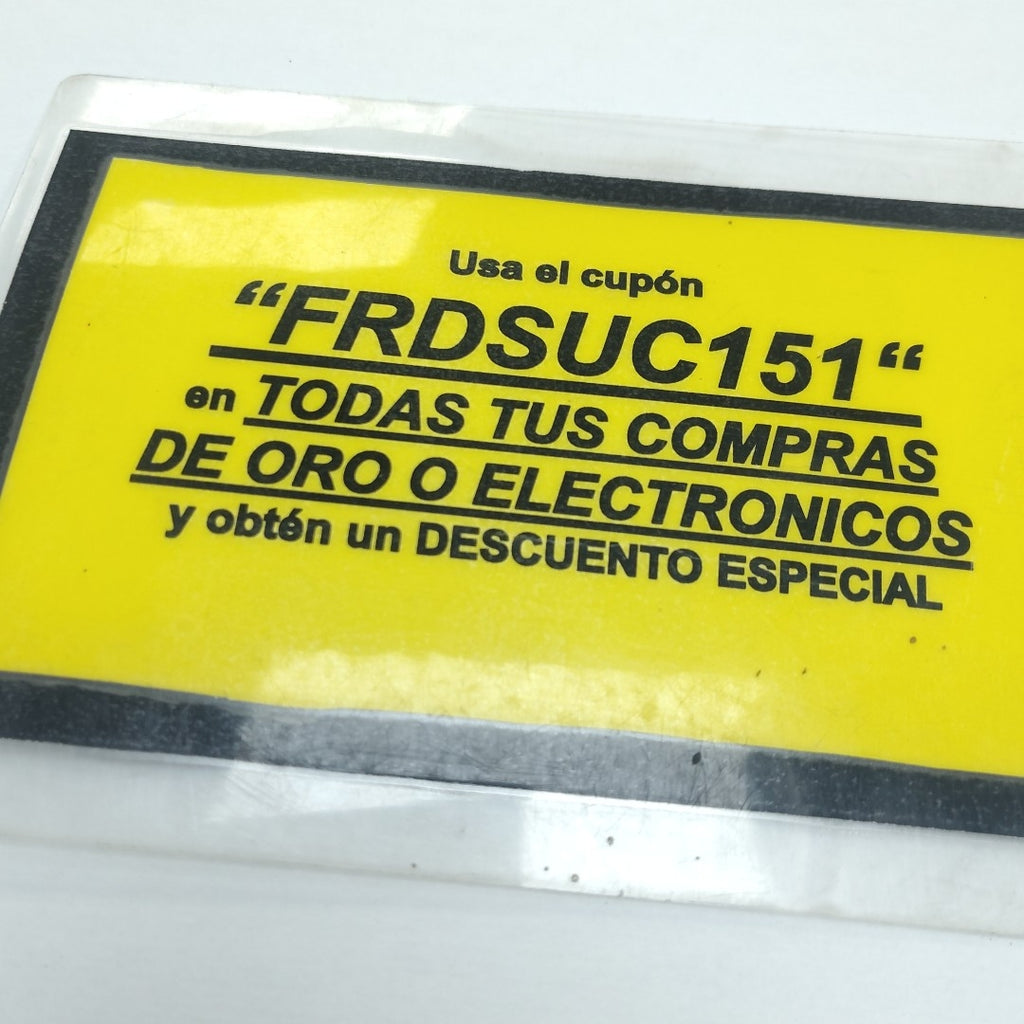 Usa el cupón
“FRDSUC151“
en TODAS TUS COMPRAS
DE ORO O ELECTRONICOS
y obtén un DESCUENTO ESPECIAL